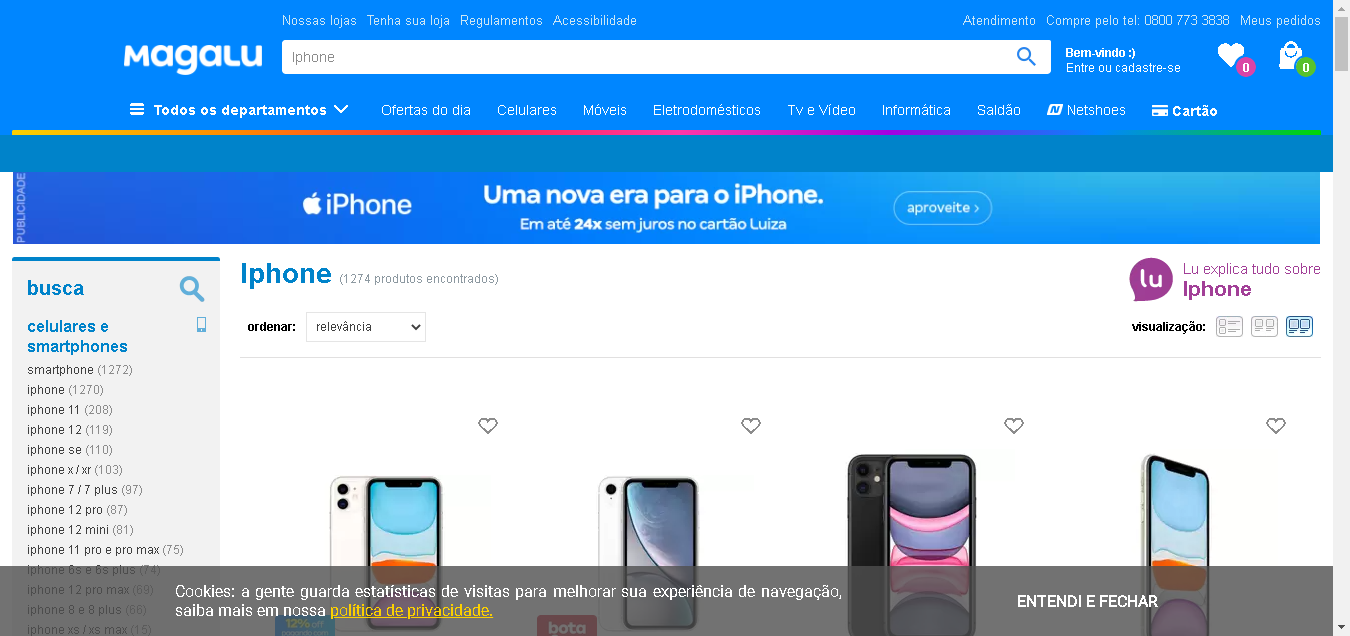 Nossas lojas Tenha sua loja Regulamentos Acessibilidade
Atendimento Compre pelo tel: 0800 773 3838 Meus pedidos
Magalu
Iphone
Bem-vindo :)
Entre ou cadastre-se
0
0
Todos os departamentos
Ofertas do dia Celulares Móveis Eletrodomésticos Tv e Vídeo Informática Saldão Netshoes Cartão
PUBLICIDADE
iPhone
Uma nova era para o iPhone.
Em até 24x sem juros no cartão Luiza
aproveite ›
busca
celulares e
smartphones
smartphone (1272)
iphone (1270)
iphone 11 (208)
iphone 12 (119)
iphone se (110)
iphone x / xr (103)
iphone 7 / 7 plus (97)
iphone 12 pro (87)
iphone 12 mini (81)
iphone 11 pro e pro max (75)
iphone 6s e 6s plus (74)
iphone 12 pro max (69)
iphone 8 e 8 plus (66)
iphone xs / xs max (15)
Iphone (1274 produtos encontrados)
lu
Lu explica tudo sobre
Iphone
ordenar: relevância
visualização:
12% off
bota
Cookies: a gente guarda estatísticas de visitas para melhorar sua experiência de navegação,
saiba mais em nossa política de privacidade.
ENTENDI E FECHAR